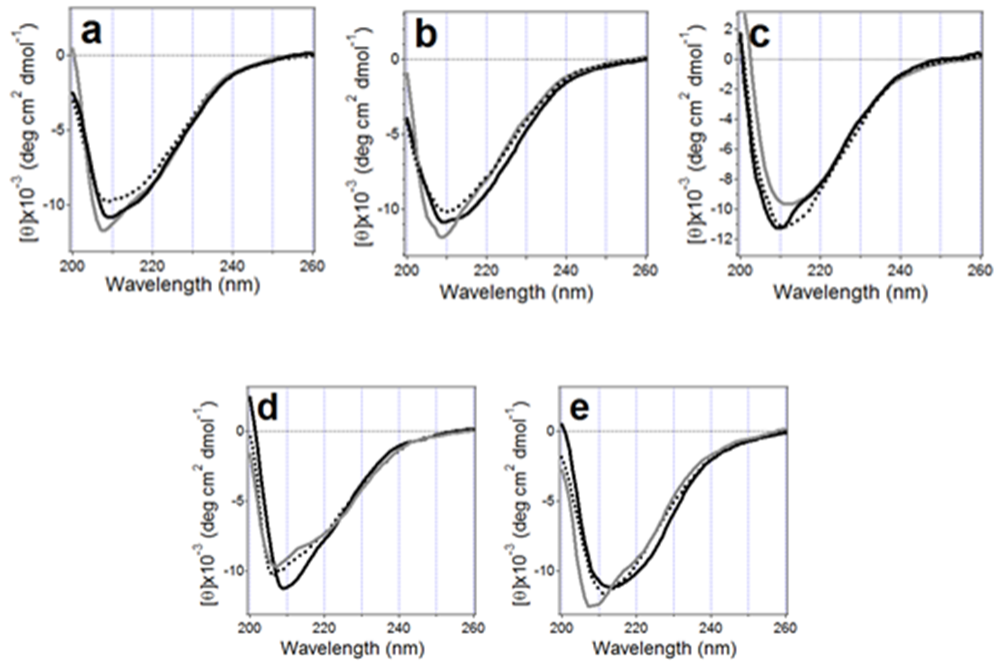 a
[θ]x10⁻³ (deg cm² dmol⁻¹)
0
-5
-10
200 220 240 260
Wavelength (nm)
b
[θ]x10⁻³ (deg cm² dmol⁻¹)
0
-5
-10
200 220 240 260
Wavelength (nm)
c
[θ]x10⁻³ (deg cm² dmol⁻¹)
2
0
-2
-4
-6
-8
-10
-12
200 220 240 260
Wavelength (nm)
d
[θ]x10⁻³ (deg cm² dmol⁻¹)
0
-5
-10
200 220 240 260
Wavelength (nm)
e
[θ]x10⁻³ (deg cm² dmol⁻¹)
0
-5
-10
200 220 240 260
Wavelength (nm)